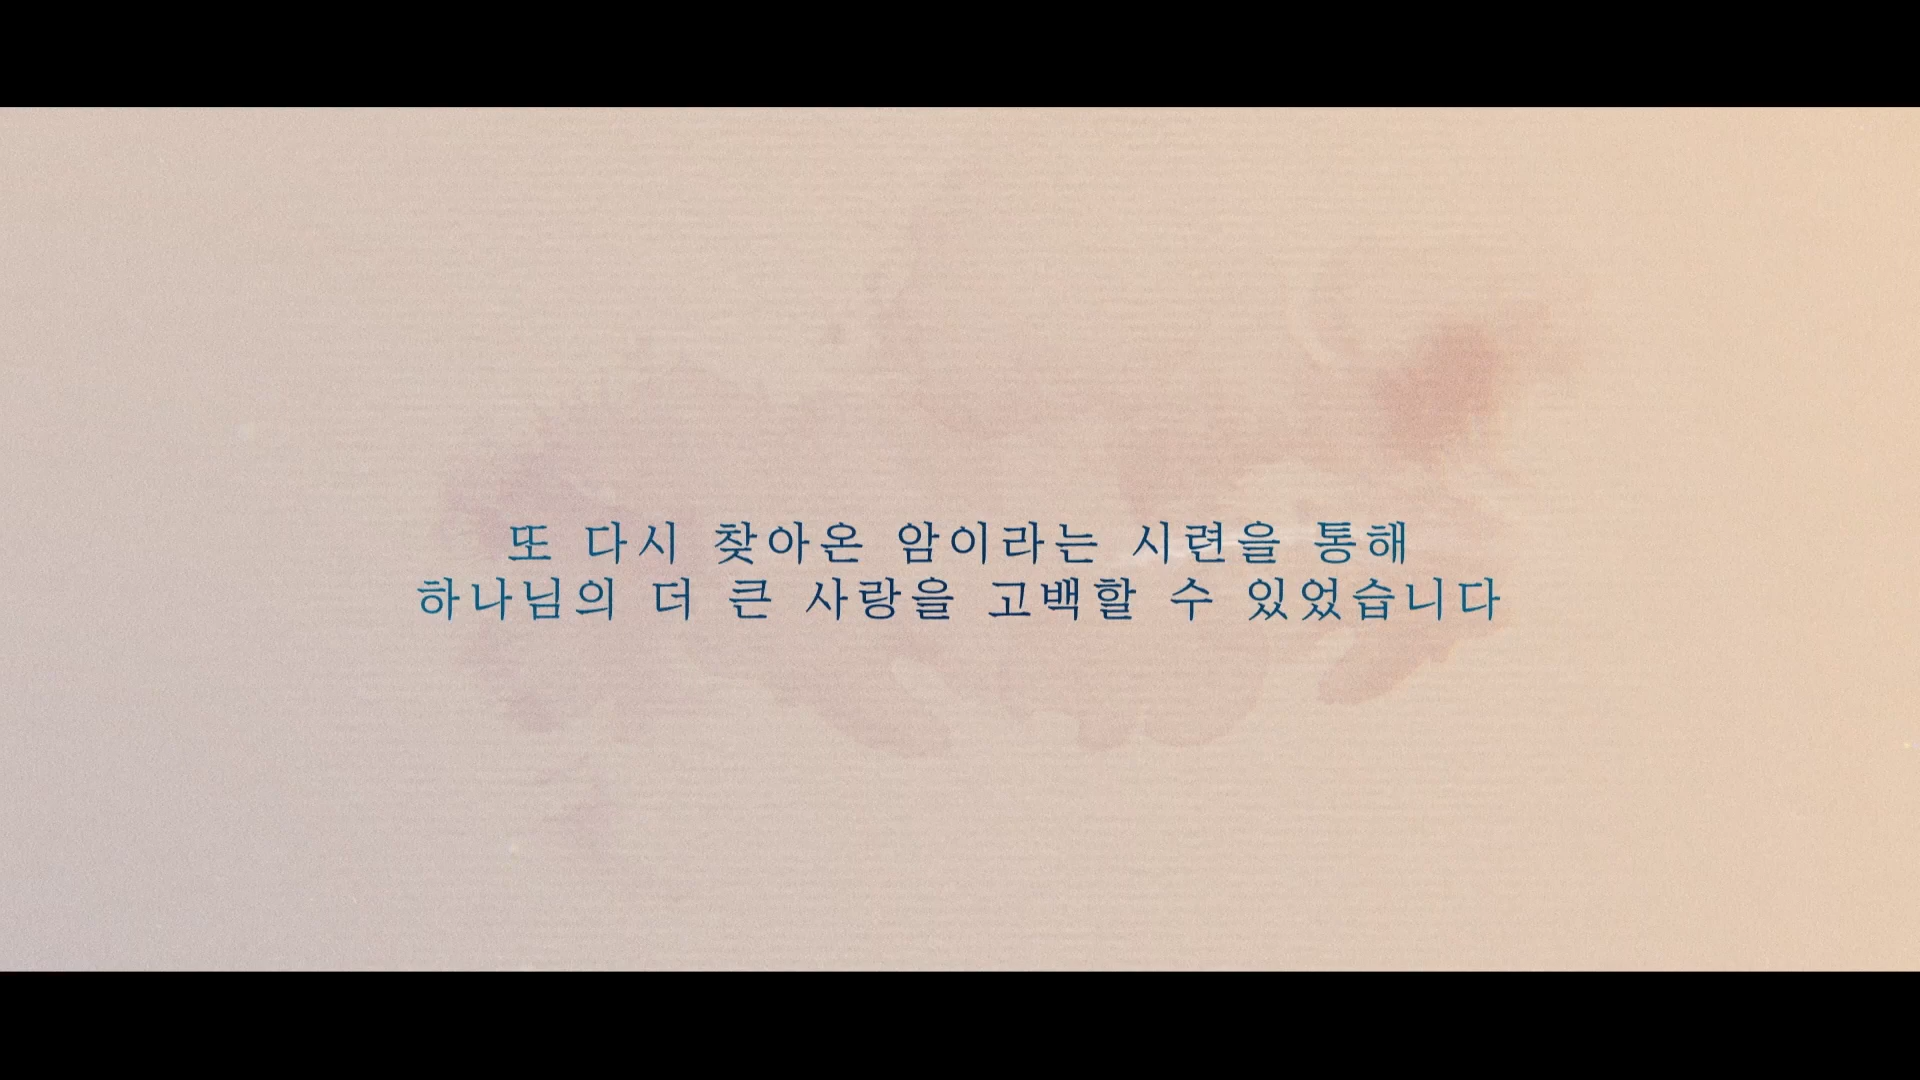 또 다시 찾아온 암이라는 시련을 통해
하나님의 더 큰 사랑을 고백할 수 있었습니다